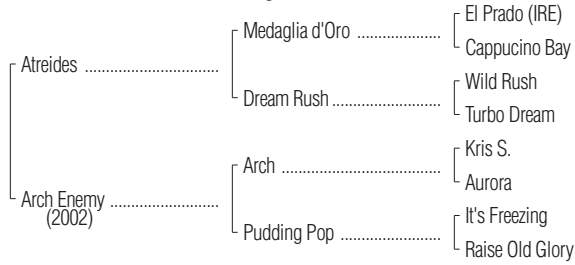 El Prado (IRE)
Medaglia d'Oro ....................
Cappucino Bay
Atreides ................................
Wild Rush
Dream Rush..........................
Turbo Dream
Kris S.
Arch ......................................
Aurora
Arch Enemy ..........................
(2002)
It's Freezing
Pudding Pop ........................
Raise Old Glory